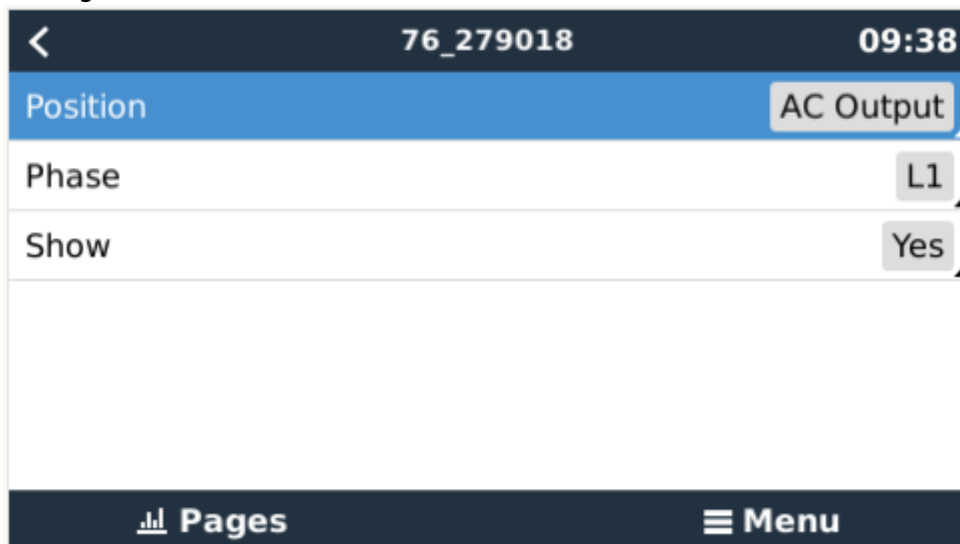 76_279018 09:38
Position AC Output
Phase L1
Show Yes
Pages Menu